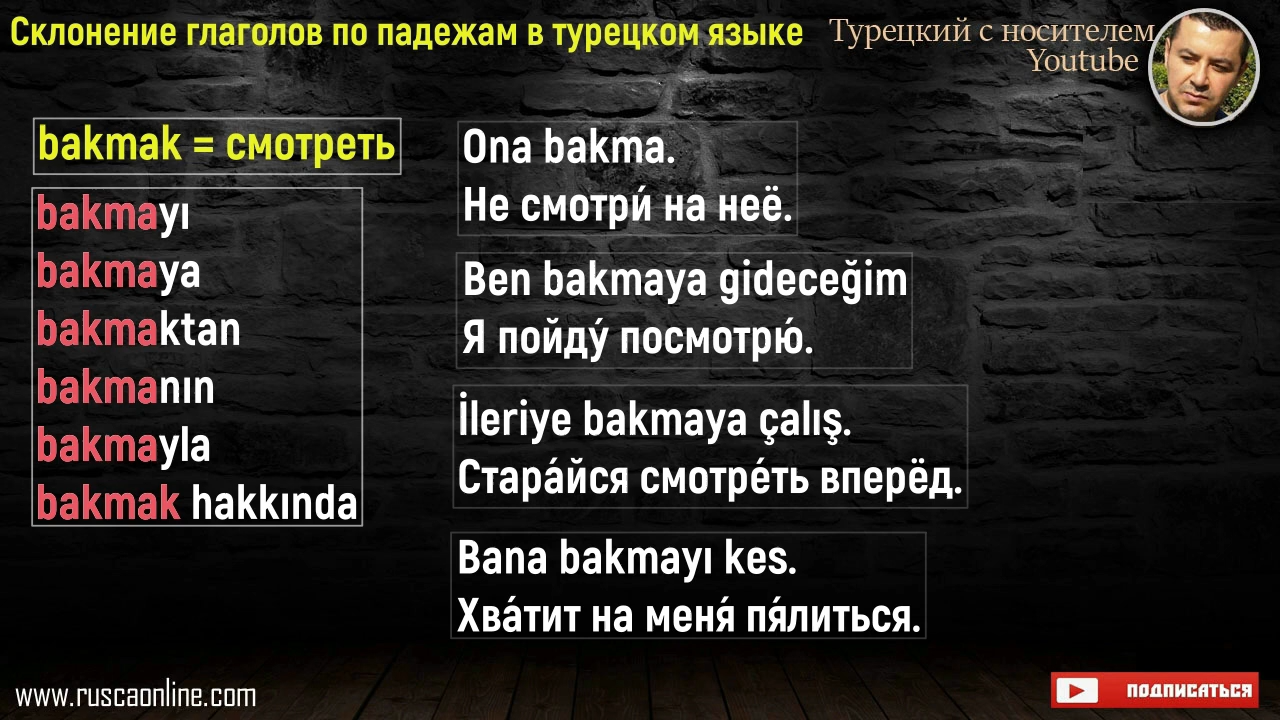 Склонение глаголов по падежам в турецком языке
Турецкий с носителем
Youtube
bakmak = смотреть
bakmayı
bakmaya
bakmaktan
bakmanın
bakmayla
bakmak hakkında
Ona bakma.
Не смотри́ на неё.
Ben bakmaya gideceğim
Я пойду́ посмотрю́.
İleriye bakmaya çalış.
Стара́йся смотре́ть вперёд.
Bana bakmayı kes.
Хва́тит на меня́ пя́литься.
www.ruscaonline.com
ПОДПИСАТЬСЯ